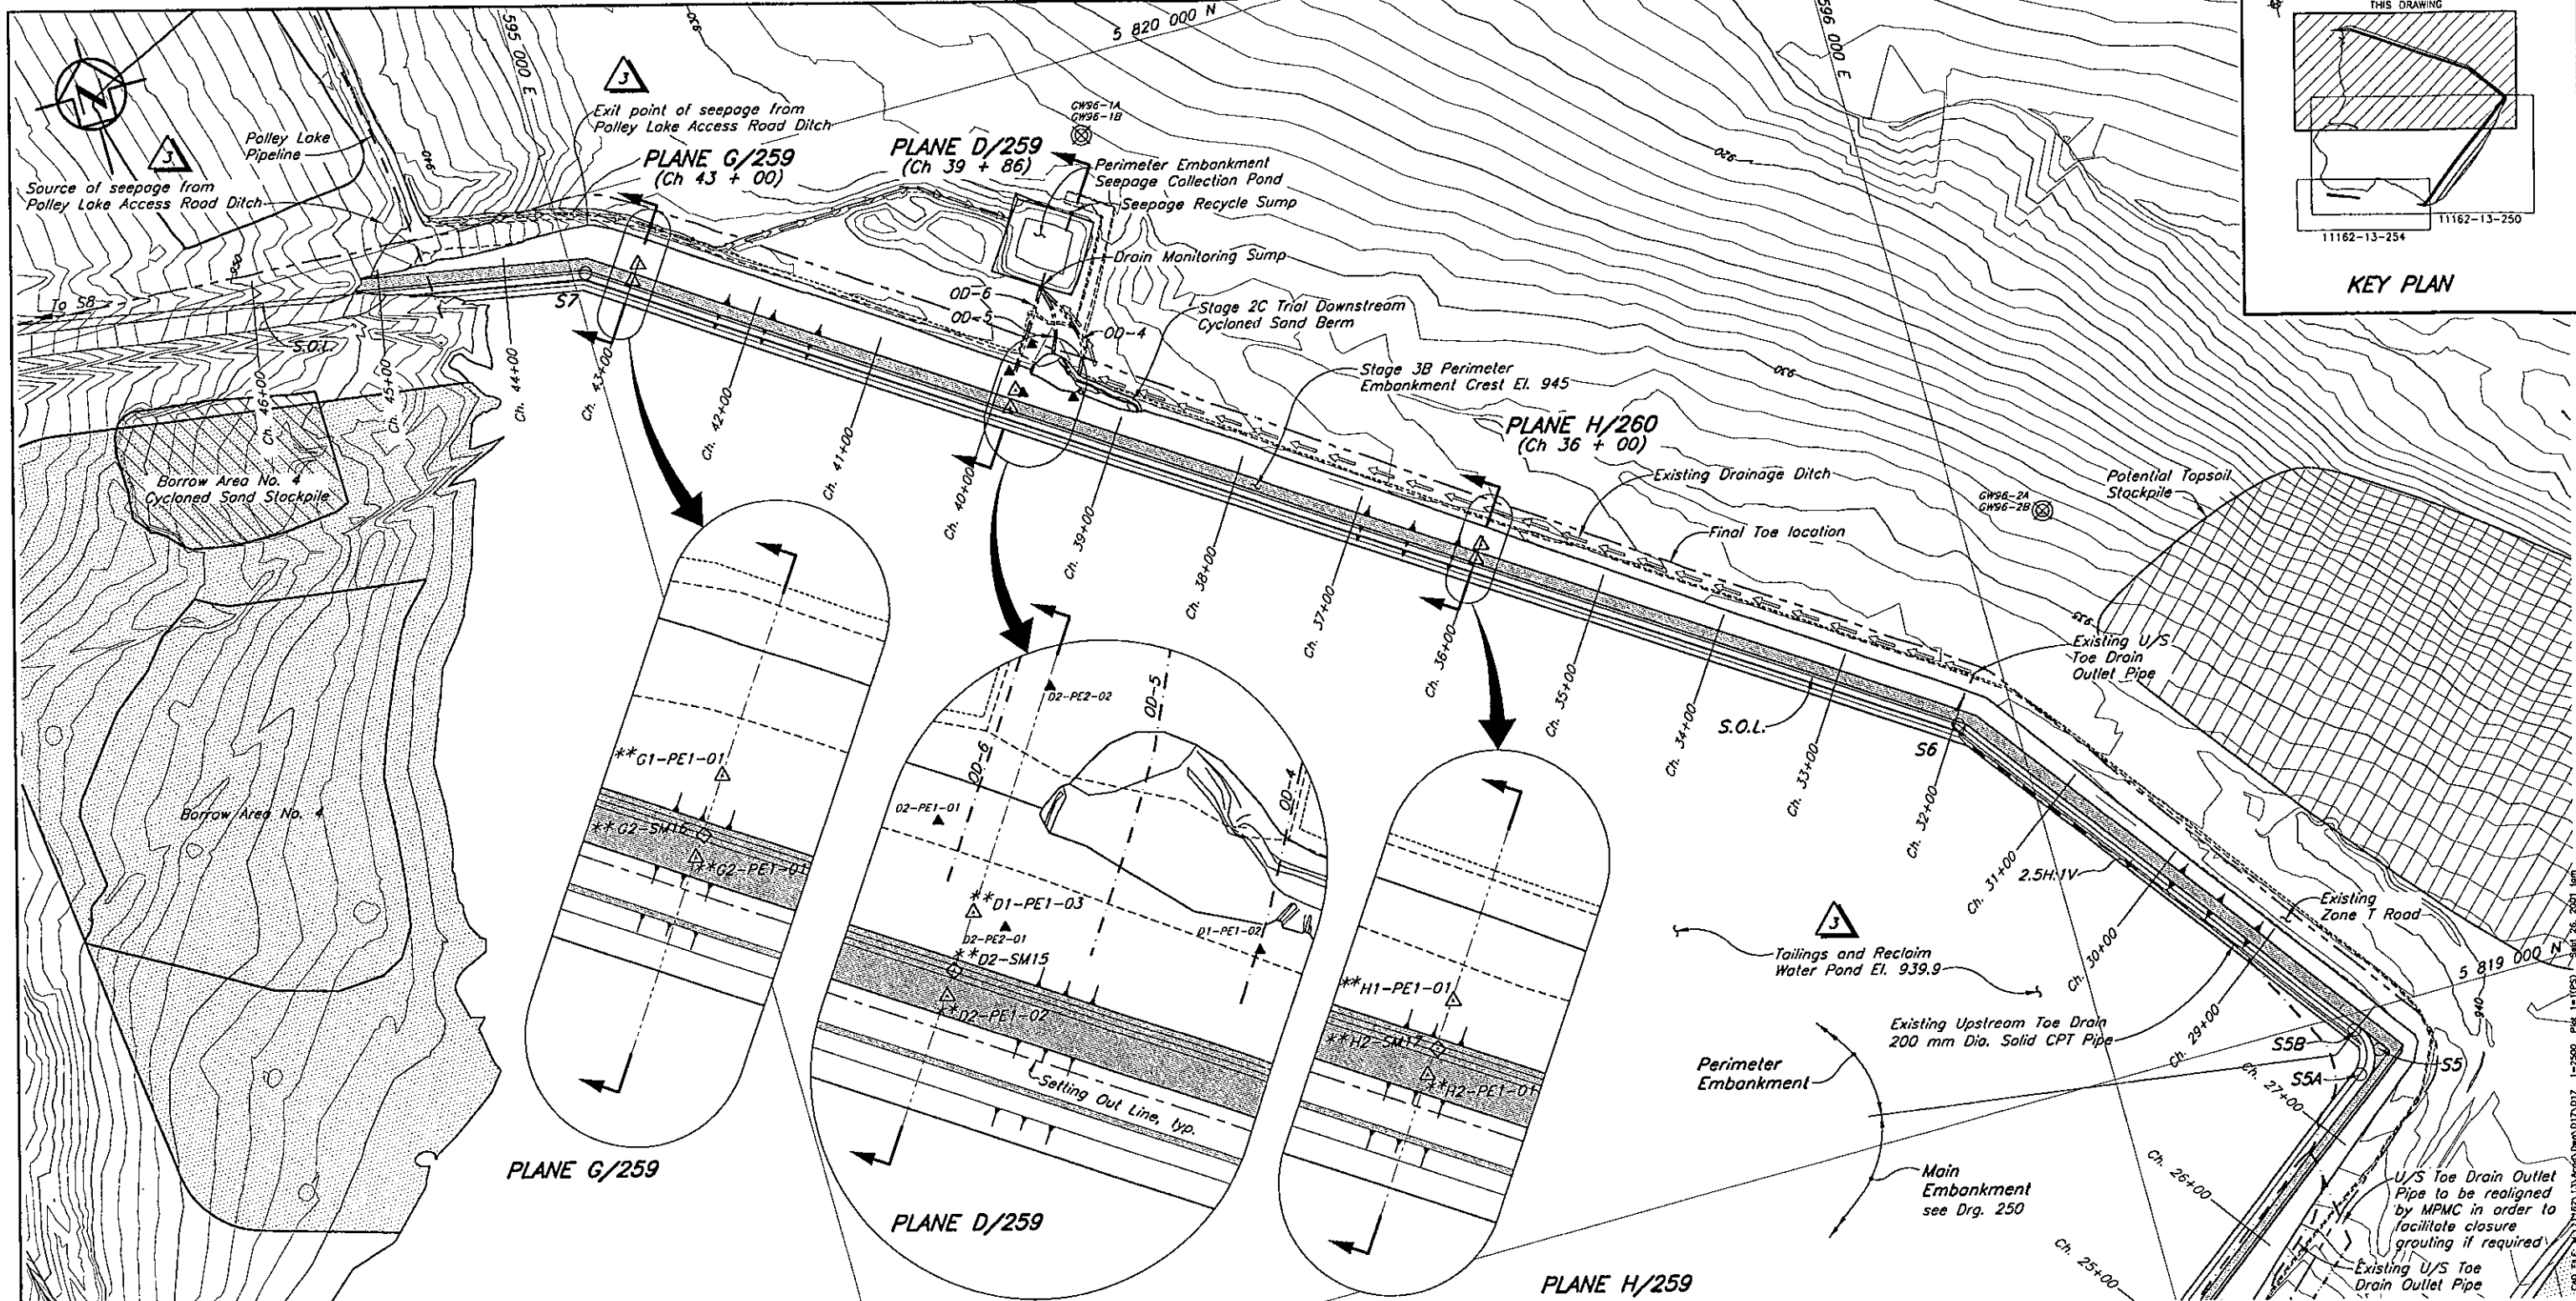 THIS DRAWING
11162-13-250
11162-13-254
KEY PLAN
5 820 000 N
595 000 E
596 000 E
930
N
3
Polley Lake
Pipeline
940
3
Exit point of seepage from
Polley Lake Access Road Ditch
Source of seepage from
Polley Lake Access Road Ditch
PLANE G/259
(Ch 43 + 00)
PLANE D/259
(Ch 39 + 86)
GW96-1A
GW96-1B
Perimeter Embankment
Seepage Collection Pond
Seepage Recycle Sump
Drain Monitoring Sump
OD-6
OD-5
OD-4
Stage 2C Trial Downstream
Cycloned Sand Berm
Stage 3B Perimeter
Embankment Crest El. 945
PLANE H/260
(Ch 36 + 00)
Existing Drainage Ditch
Final Toe location
920
930
GW96-2A
GW96-2B
Potential Topsoil
Stockpile
935
Existing U/S
Toe Drain
Outlet Pipe
950
To S8
S.O.L.
S7
Ch. 46+00
Ch. 45+00
Ch. 44+00
Ch. 43+00
Ch. 42+00
Ch. 41+00
Ch. 40+00
Ch. 39+00
Ch. 38+00
Ch. 37+00
Ch. 36+00
Ch. 35+00
Ch. 34+00
Ch. 33+00
Ch. 32+00
Ch. 31+00
Ch. 30+00
Ch. 29+00
Ch. 27+00
Ch. 26+00
Ch. 25+00
S.O.L.
S6
2.5H:1V
Borrow Area No. 4
Cycloned Sand Stockpile
Borrow Area No. 4
**G1-PE1-01
**G2-SM16
**G2-PE1-01
PLANE G/259
OD-6
OD-5
OD-4
D2-PE2-02
D2-PE1-01
**D1-PE1-03
D2-PE2-01
**D2-SM15
**D2-PE1-02
D1-PE1-02
Setting Out Line, typ.
PLANE D/259
**H1-PE1-01
**H2-SM17
**H2-PE1-01
PLANE H/259
3
Tailings and Reclaim
Water Pond El. 939.9
Existing Upstream Toe Drain
200 mm Dia. Solid CPT Pipe
Perimeter
Embankment
Main
Embankment
see Drg. 250
Existing
Zone T Road
5 819 000 N
940
S5B
S5A
S5
U/S Toe Drain Outlet
Pipe to be realigned
by MPMC in order to
facilitate closure
grouting if required
Existing U/S Toe
Drain Outlet Pipe